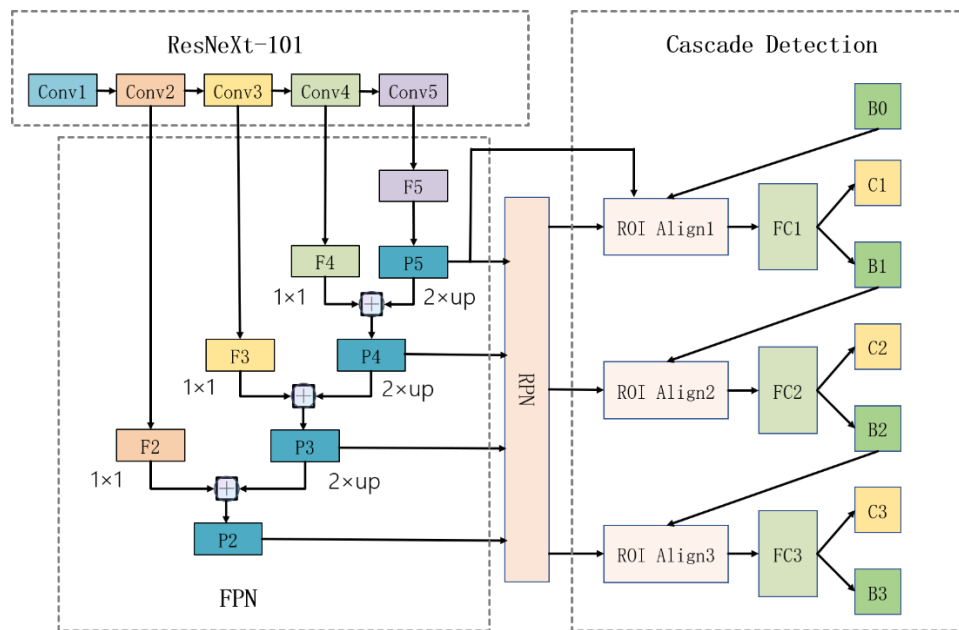 ResNeXt-101
Cascade Detection
Conv1
Conv2
Conv3
Conv4
Conv5
B0
F5
ROI Align1
FC1
C1
B1
F4
P5
1×1
2×up
F3
P4
1×1
2×up
RPN
ROI Align2
FC2
C2
B2
F2
P3
1×1
2×up
P2
ROI Align3
FC3
C3
B3
FPN